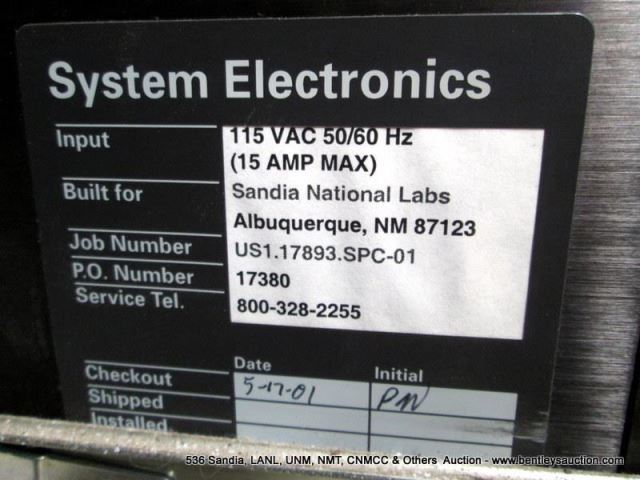 System Electronics
Input 115 VAC 50/60 Hz
(15 AMP MAX)
Built for Sandia National Labs
Albuquerque, NM 87123
Job Number US1.17893.SPC-01
P.O. Number 17380
Service Tel. 800-328-2255
Date Initial
Checkout 5-17-01 PN
Shipped
Installed
536 Sandia, LANL, UNM, NMT, CNMCC & Others Auction - www.bentleysauction.com